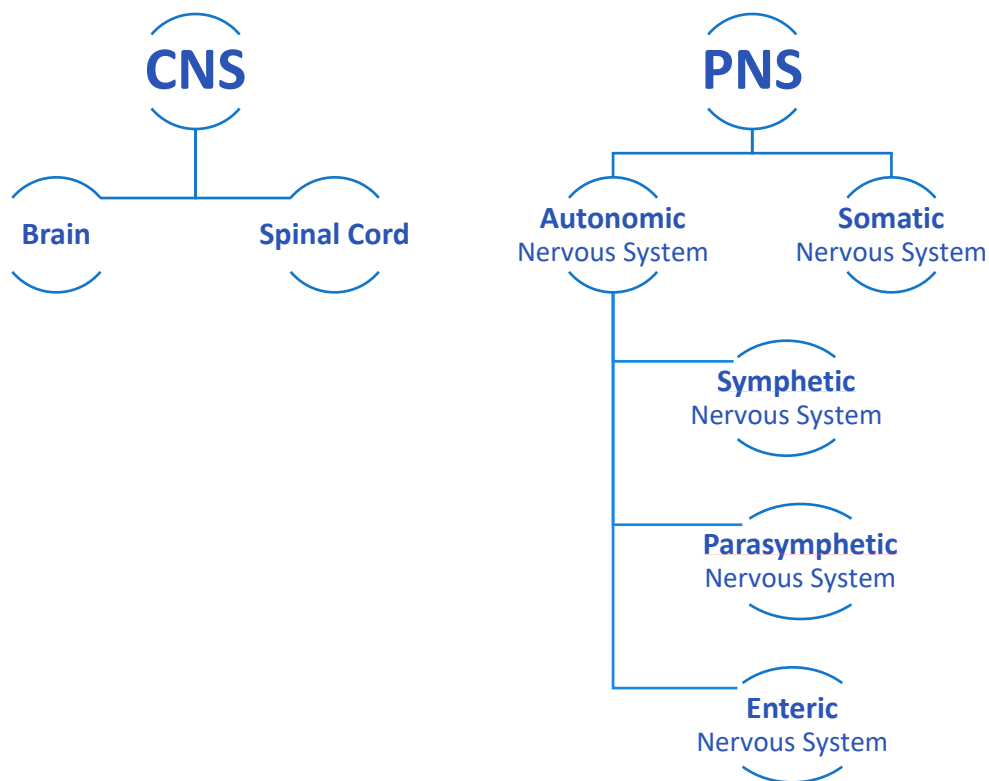 CNS
Brain
Spinal Cord
PNS
Autonomic
Nervous System
Somatic
Nervous System
Symphetic
Nervous System
Parasymphetic
Nervous System
Enteric
Nervous System